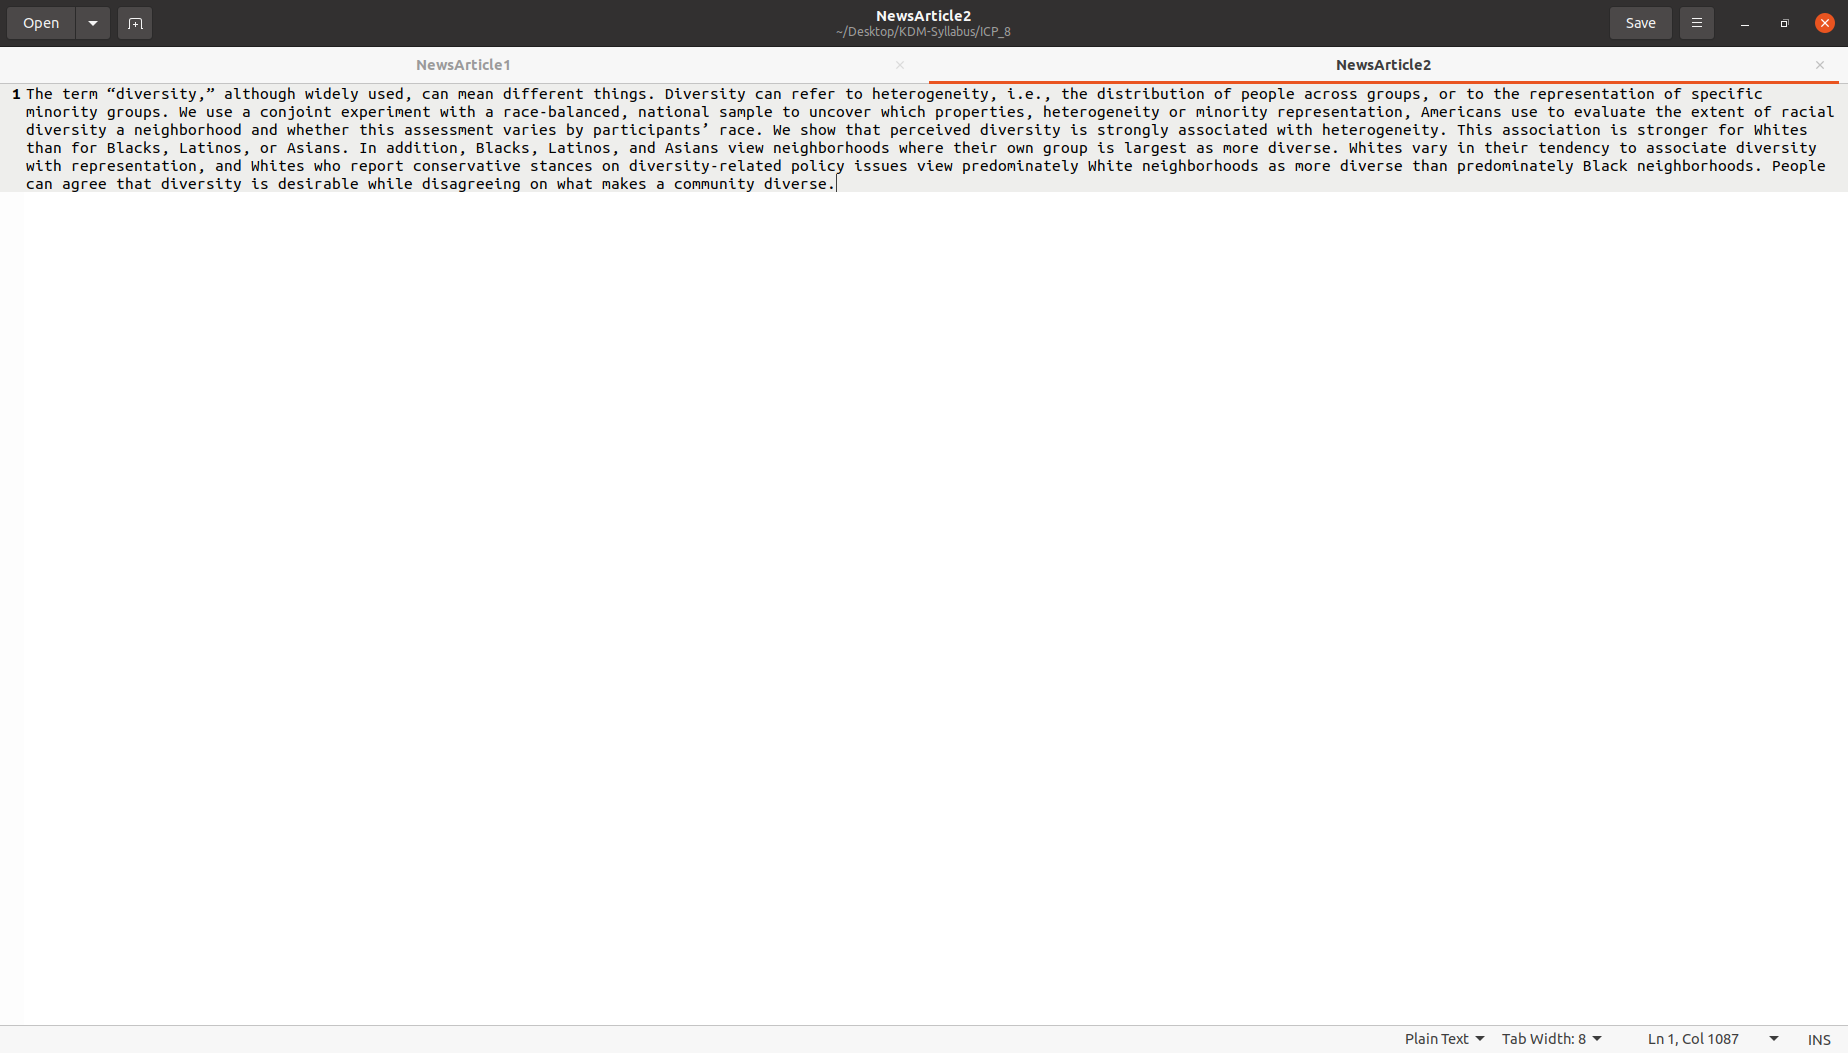 Open
NewsArticle2
~/Desktop/KDM-Syllabus/ICP_8
Save
NewsArticle1
NewsArticle2
1 The term “diversity,” although widely used, can mean different things. Diversity can refer to heterogeneity, i.e., the distribution of people across groups, or to the representation of specific
minority groups. We use a conjoint experiment with a race-balanced, national sample to uncover which properties, heterogeneity or minority representation, Americans use to evaluate the extent of racial
diversity a neighborhood and whether this assessment varies by participants’ race. We show that perceived diversity is strongly associated with heterogeneity. This association is stronger for Whites
than for Blacks, Latinos, or Asians. In addition, Blacks, Latinos, and Asians view neighborhoods where their own group is largest as more diverse. Whites vary in their tendency to associate diversity
with representation, and Whites who report conservative stances on diversity-related policy issues view predominately White neighborhoods as more diverse than predominately Black neighborhoods. People
can agree that diversity is desirable while disagreeing on what makes a community diverse.
Plain Text Tab Width: 8 Ln 1, Col 1087 INS